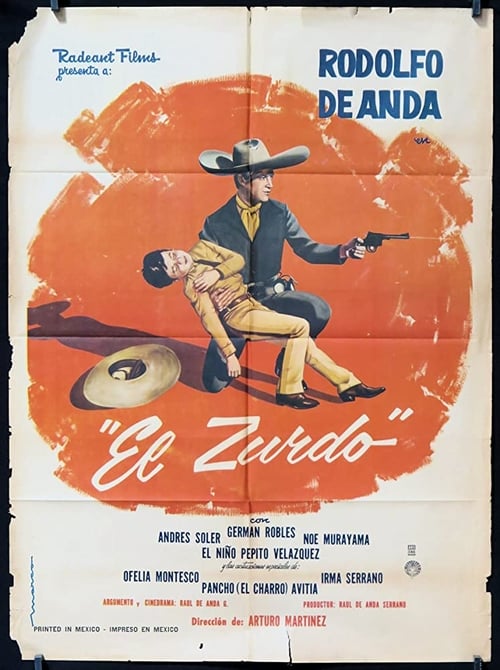 Radeant Films
presenta a:
RODOLFO
DE ANDA
en
"El Zurdo"
con
ANDRES SOLER GERMAN ROBLES NOE MURAYAMA
EL NIÑO PEPITO VELAZQUEZ
y las actuaciones especiales de:
OFELIA MONTESCO IRMA SERRANO
PANCHO (EL CHARRO) AVITIA
ARGUMENTO Y CINEDRAMA: RAUL DE ANDA G. PRODUCTOR: RAUL DE ANDA SERRANO
Dirección de: ARTURO MARTINEZ
PRINTED IN MEXICO - IMPRESO EN MEXICO